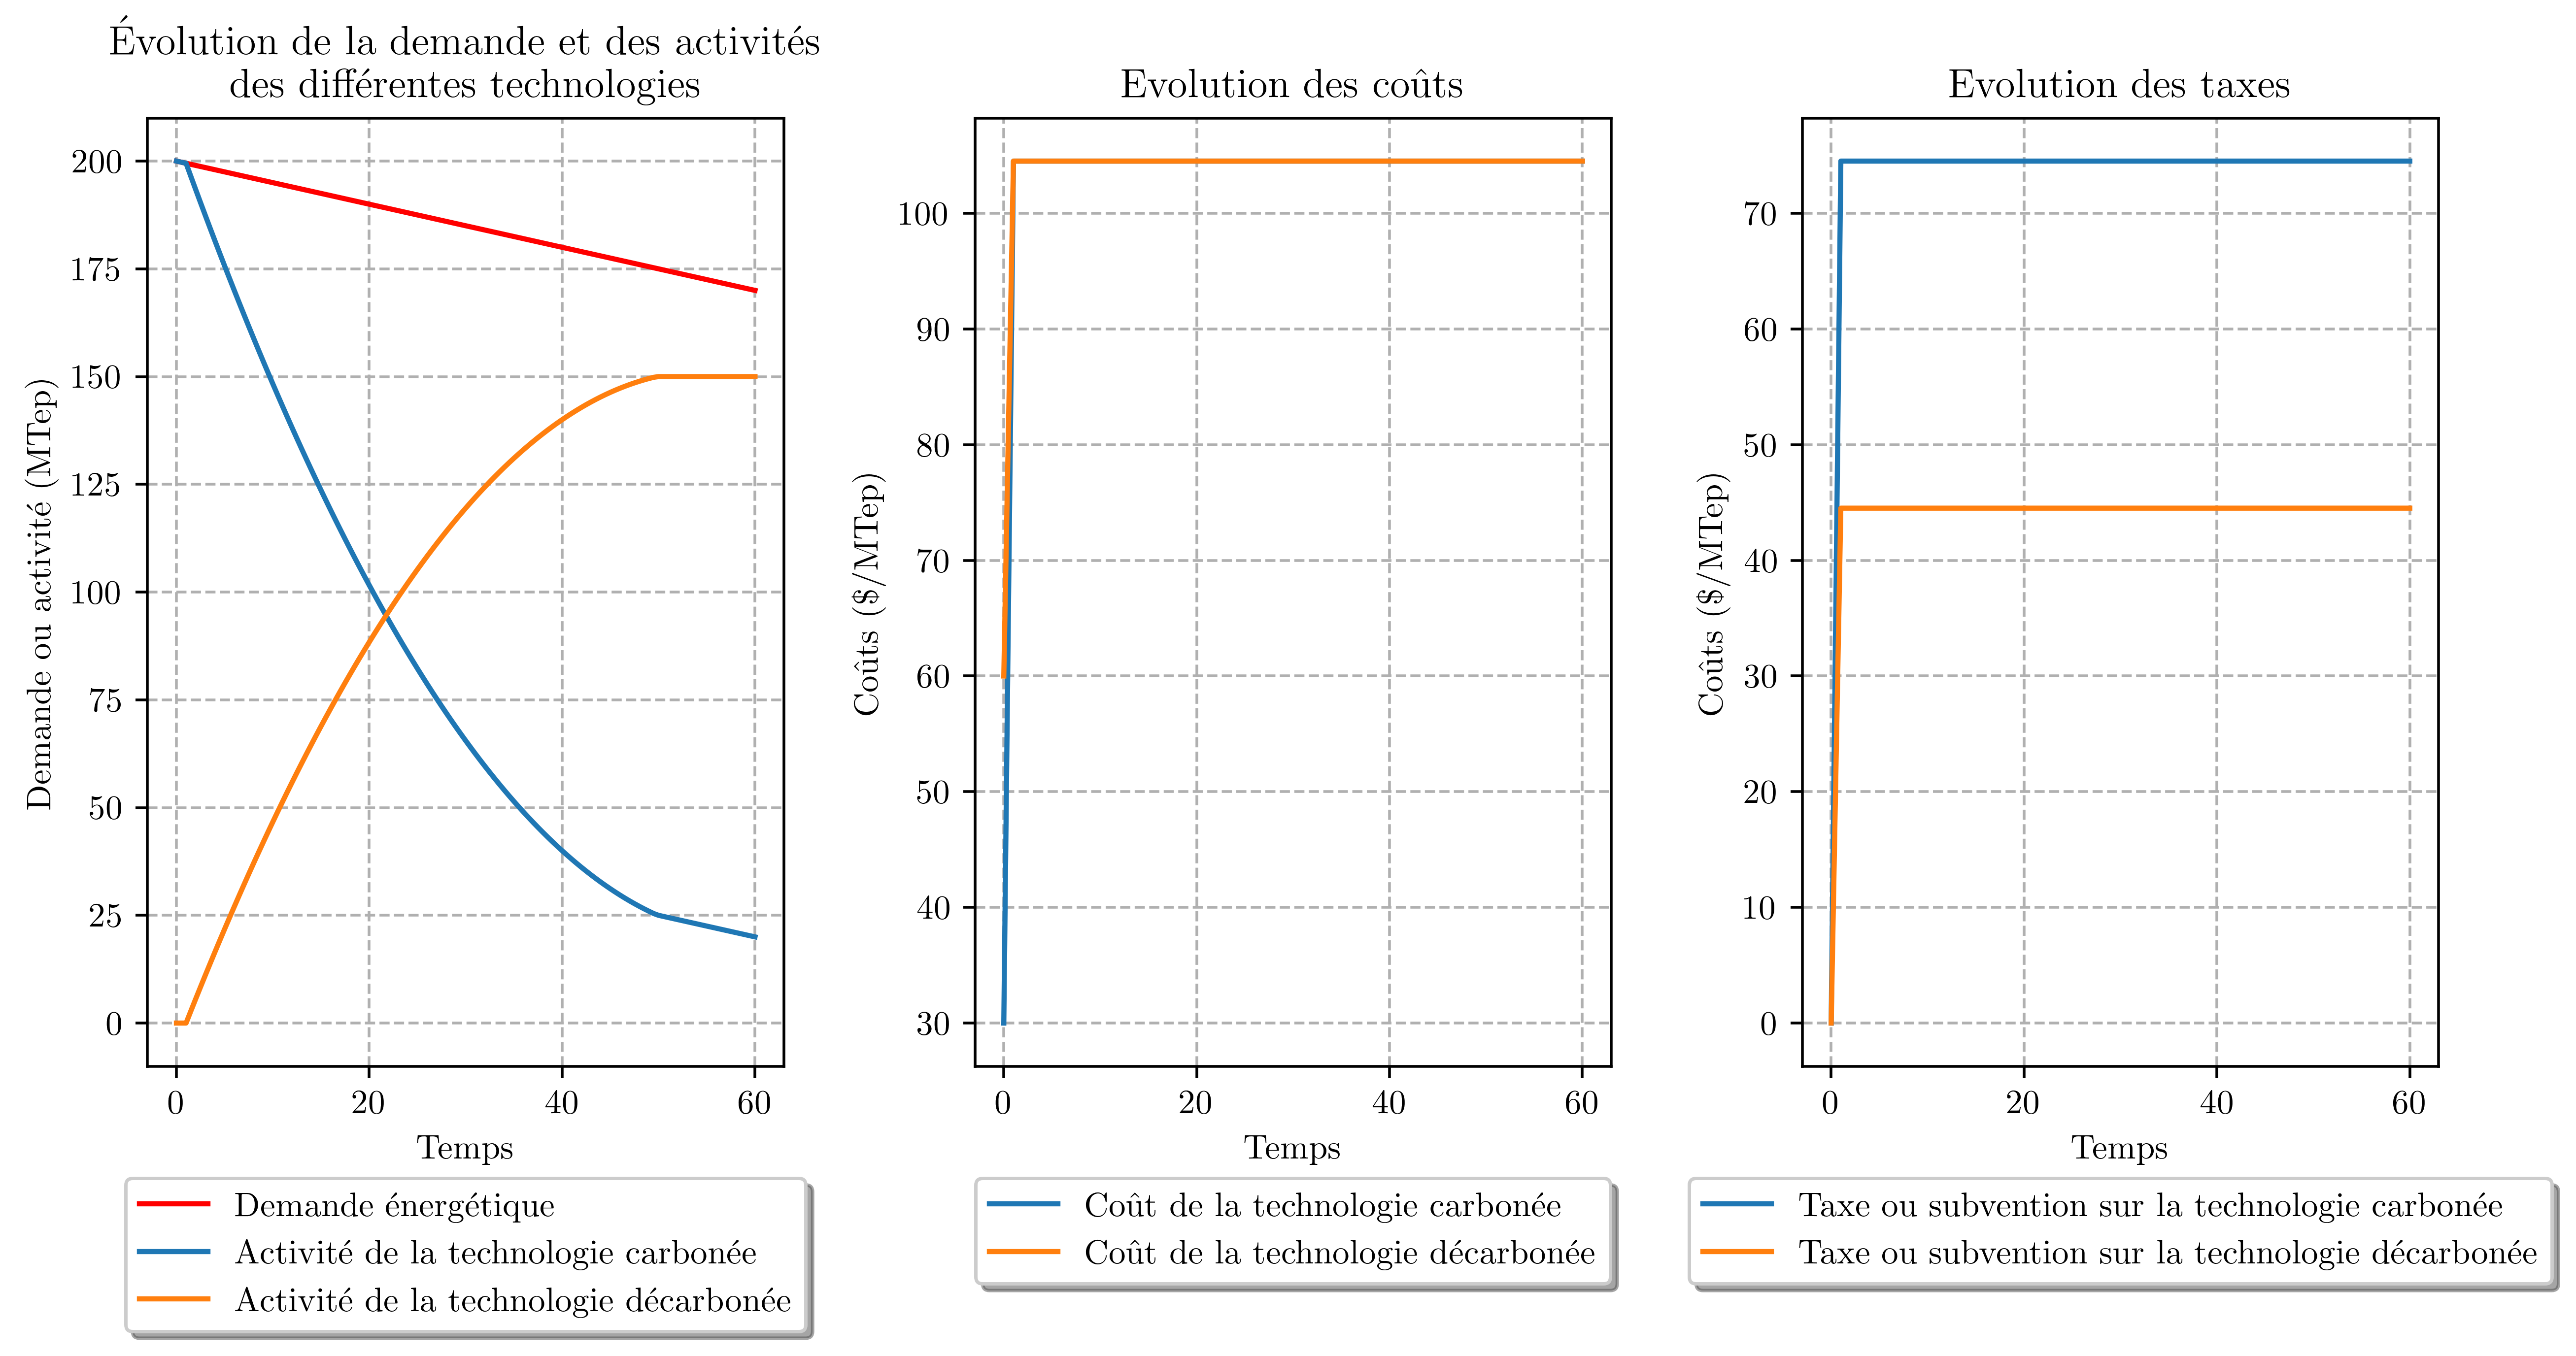 Évolution de la demande et des activités
des différentes technologies
Demande ou activité (MTep)
200
175
150
125
100
75
50
25
0
0 20 40 60
Temps
Demande énergétique
Activité de la technologie carbonée
Activité de la technologie décarbonée
Evolution des coûts
Coûts ($/MTep)
100
90
80
70
60
50
40
30
0 20 40 60
Temps
Coût de la technologie carbonée
Coût de la technologie décarbonée
Evolution des taxes
Coûts ($/MTep)
70
60
50
40
30
20
10
0
0 20 40 60
Temps
Taxe ou subvention sur la technologie carbonée
Taxe ou subvention sur la technologie décarbonée